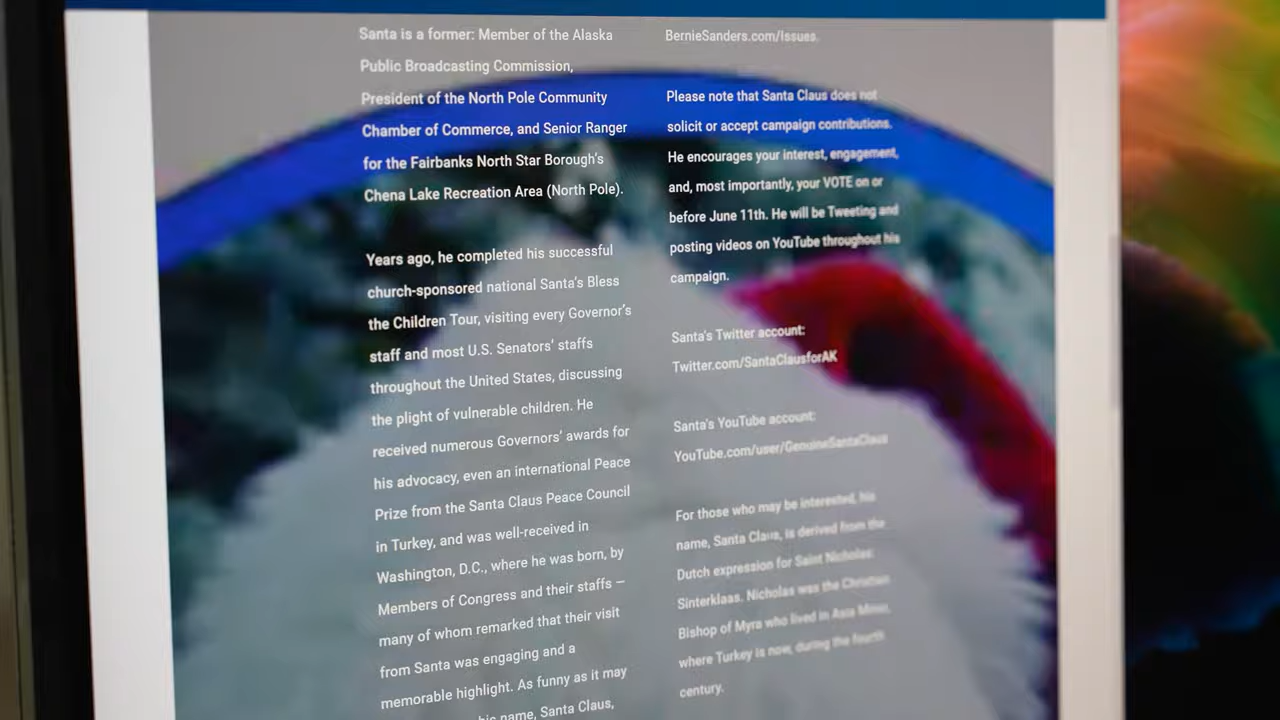 Santa is a former: Member of the Alaska
Public Broadcasting Commission,
President of the North Pole Community
Chamber of Commerce, and Senior Ranger
for the Fairbanks North Star Borough's
Chena Lake Recreation Area (North Pole).
Years ago, he completed his successful
church-sponsored national Santa's Bless
the Children Tour, visiting every Governor's
staff and most U.S. Senators' staffs
throughout the United States, discussing
the plight of vulnerable children. He
received numerous Governors' awards for
his advocacy, even an international Peace
Prize from the Santa Claus Peace Council
in Turkey, and was well-received in
Washington, D.C., where he was born, by
Members of Congress and their staffs —
many of whom remarked that their visit
from Santa was engaging and a
memorable highlight. As funny as it may
his name, Santa Claus,
BernieSanders.com/Issues.
Please note that Santa Claus does not
solicit or accept campaign contributions.
He encourages your interest, engagement,
and, most importantly, your VOTE on or
before June 11th. He will be Tweeting and
posting videos on YouTube throughout his
campaign.
Santa's Twitter account:
Twitter.com/SantaClausforAK
Santa's YouTube account:
YouTube.com/user/GenuineSantaClaus
For those who may be interested, his
name, Santa Claus, is derived from the
Dutch expression for Saint Nicholas:
Sinterklaas. Nicholas was the Christian
Bishop of Myra who lived in Asia Minor,
where Turkey is now, during the fourth
century.